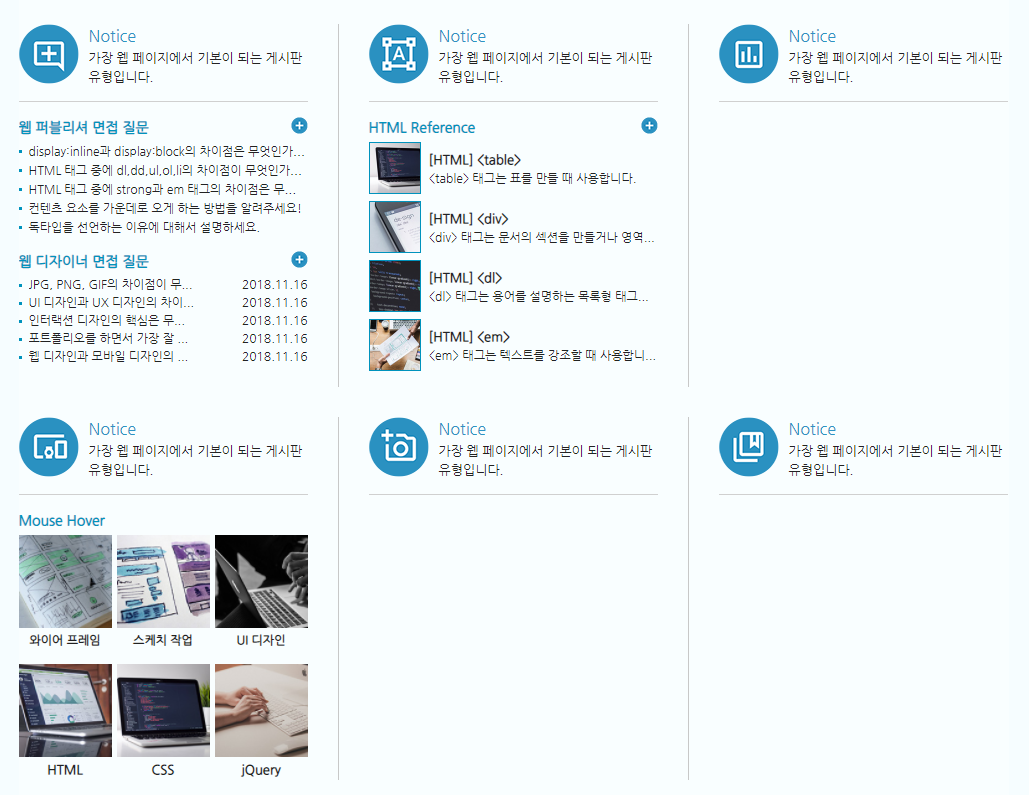 Notice
가장 웹 페이지에서 기본이 되는 게시판
유형입니다.
웹 퍼블리셔 면접 질문
display:inline과 display:block의 차이점은 무엇인가...
HTML 태그 중에 dl,dd,ul,ol,li의 차이점이 무엇인가...
HTML 태그 중에 strong과 em 태그의 차이점은 무...
컨텐츠 요소를 가운데로 오게 하는 방법을 알려주세요!
독타입을 선언하는 이유에 대해서 설명하세요.
웹 디자이너 면접 질문
JPG, PNG, GIF의 차이점이 무... 2018.11.16
UI 디자인과 UX 디자인의 차이... 2018.11.16
인터랙션 디자인의 핵심은 무... 2018.11.16
포트폴리오를 하면서 가장 잘 ... 2018.11.16
웹 디자인과 모바일 디자인의 ... 2018.11.16
Notice
가장 웹 페이지에서 기본이 되는 게시판
유형입니다.
HTML Reference
[HTML] <table>
<table> 태그는 표를 만들 때 사용합니다.
[HTML] <div>
<div> 태그는 문서의 섹션을 만들거나 영역...
[HTML] <dl>
<dl> 태그는 용어를 설명하는 목록형 태그...
[HTML] <em>
<em> 태그는 텍스트를 강조할 때 사용합니...
Notice
가장 웹 페이지에서 기본이 되는 게시판
유형입니다.
Notice
가장 웹 페이지에서 기본이 되는 게시판
유형입니다.
Mouse Hover
와이어 프레임
스케치 작업
UI 디자인
HTML
CSS
jQuery
Notice
가장 웹 페이지에서 기본이 되는 게시판
유형입니다.
Notice
가장 웹 페이지에서 기본이 되는 게시판
유형입니다.